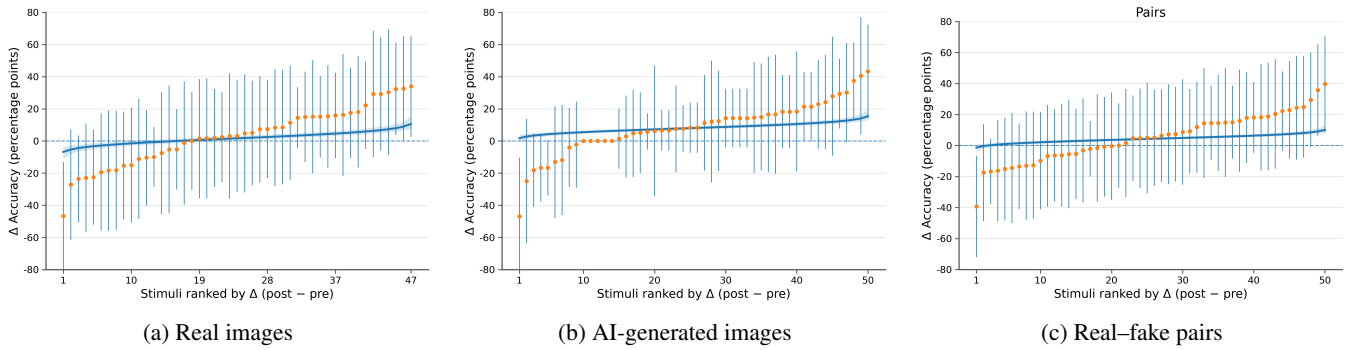 80
60
40
20
0
-20
-40
-60
-80
Δ Accuracy (percentage points)
1 10 19 28 37 47
Stimuli ranked by Δ (post − pre)
(a) Real images
80
60
40
20
0
-20
-40
-60
-80
Δ Accuracy (percentage points)
1 10 20 30 40 50
Stimuli ranked by Δ (post − pre)
(b) AI-generated images
Pairs
80
60
40
20
0
-20
-40
-60
-80
Δ Accuracy (percentage points)
1 10 20 30 40 50
Stimuli ranked by Δ (post − pre)
(c) Real–fake pairs